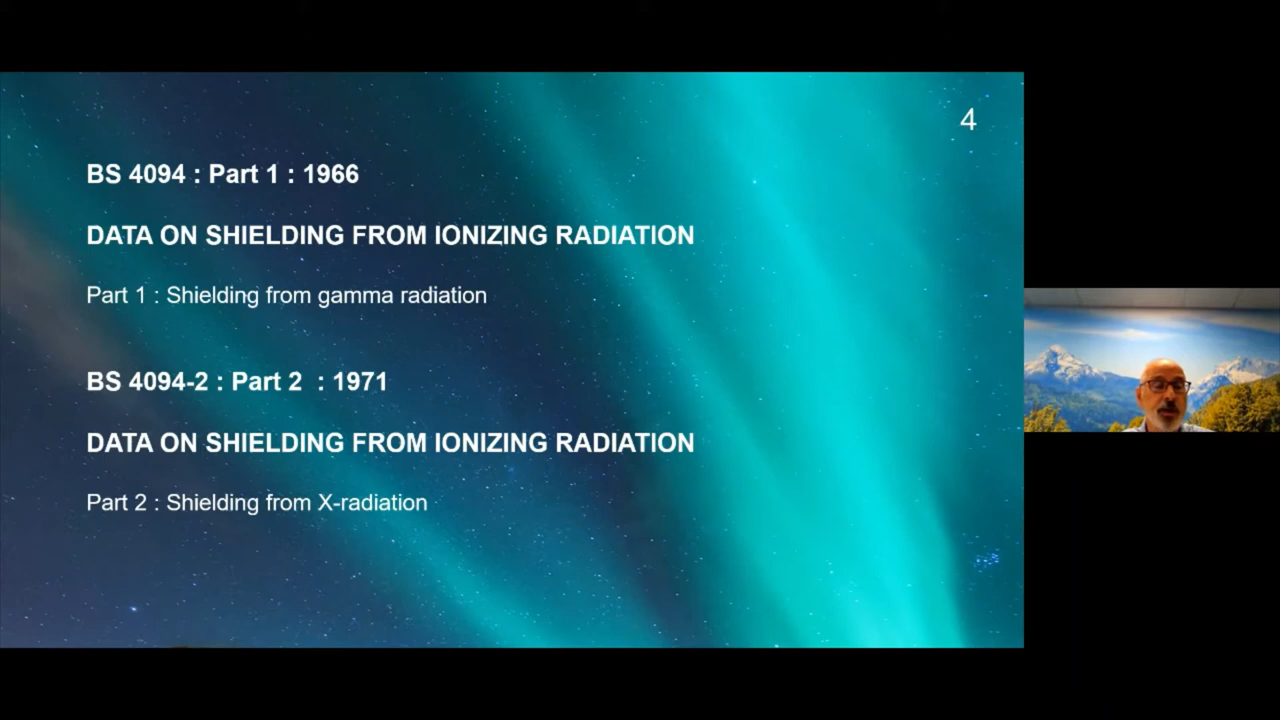 4
BS 4094 : Part 1 : 1966
DATA ON SHIELDING FROM IONIZING RADIATION
Part 1 : Shielding from gamma radiation
BS 4094-2 : Part 2  : 1971
DATA ON SHIELDING FROM IONIZING RADIATION
Part 2 : Shielding from X-radiation